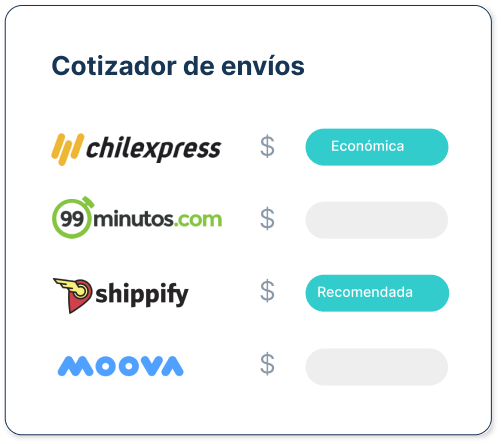 Cotizador de envíos
chilexpress $ Económica
99minutos.com $
shippify $ Recomendada
moova $